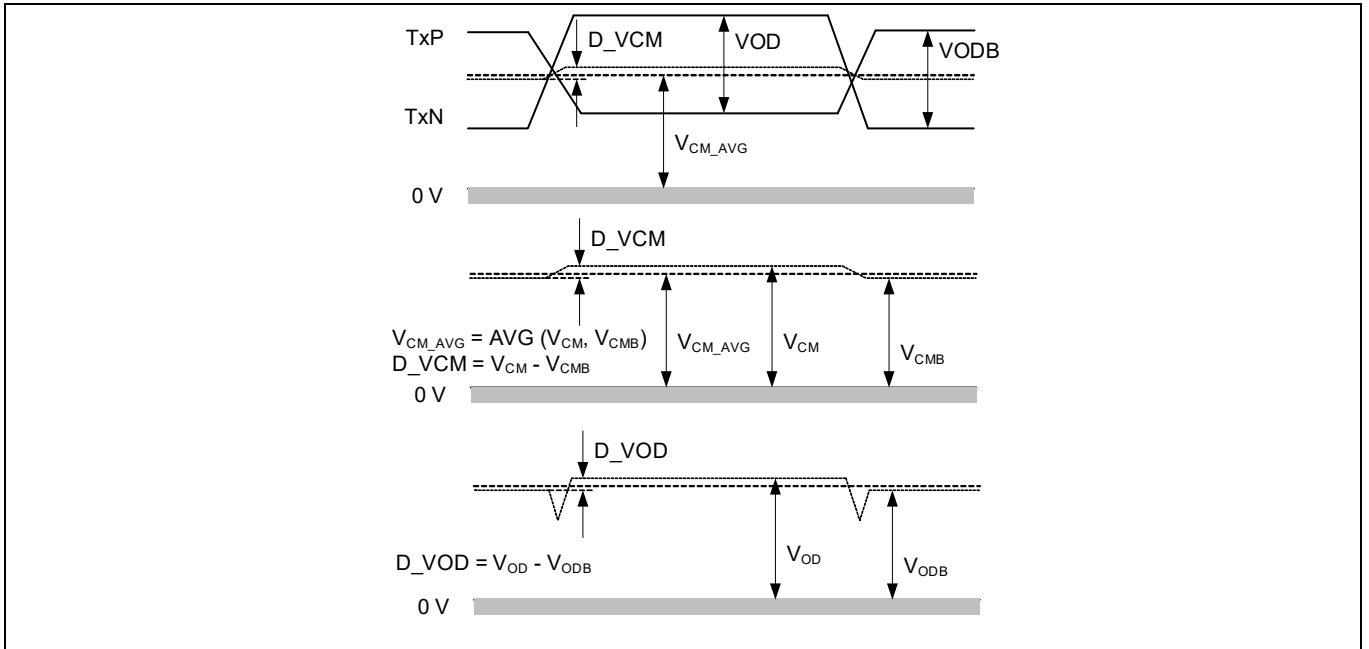 TxP
D_VCM
VOD
VODB
TxN
VCM_AVG
0 V
D_VCM
VCM_AVG = AVG (VCM, VCMB)
D_VCM = VCM - VCMB
VCM_AVG
VCM
VCMB
0 V
D_VOD
D_VOD = VOD - VODB
VOD
VODB
0 V